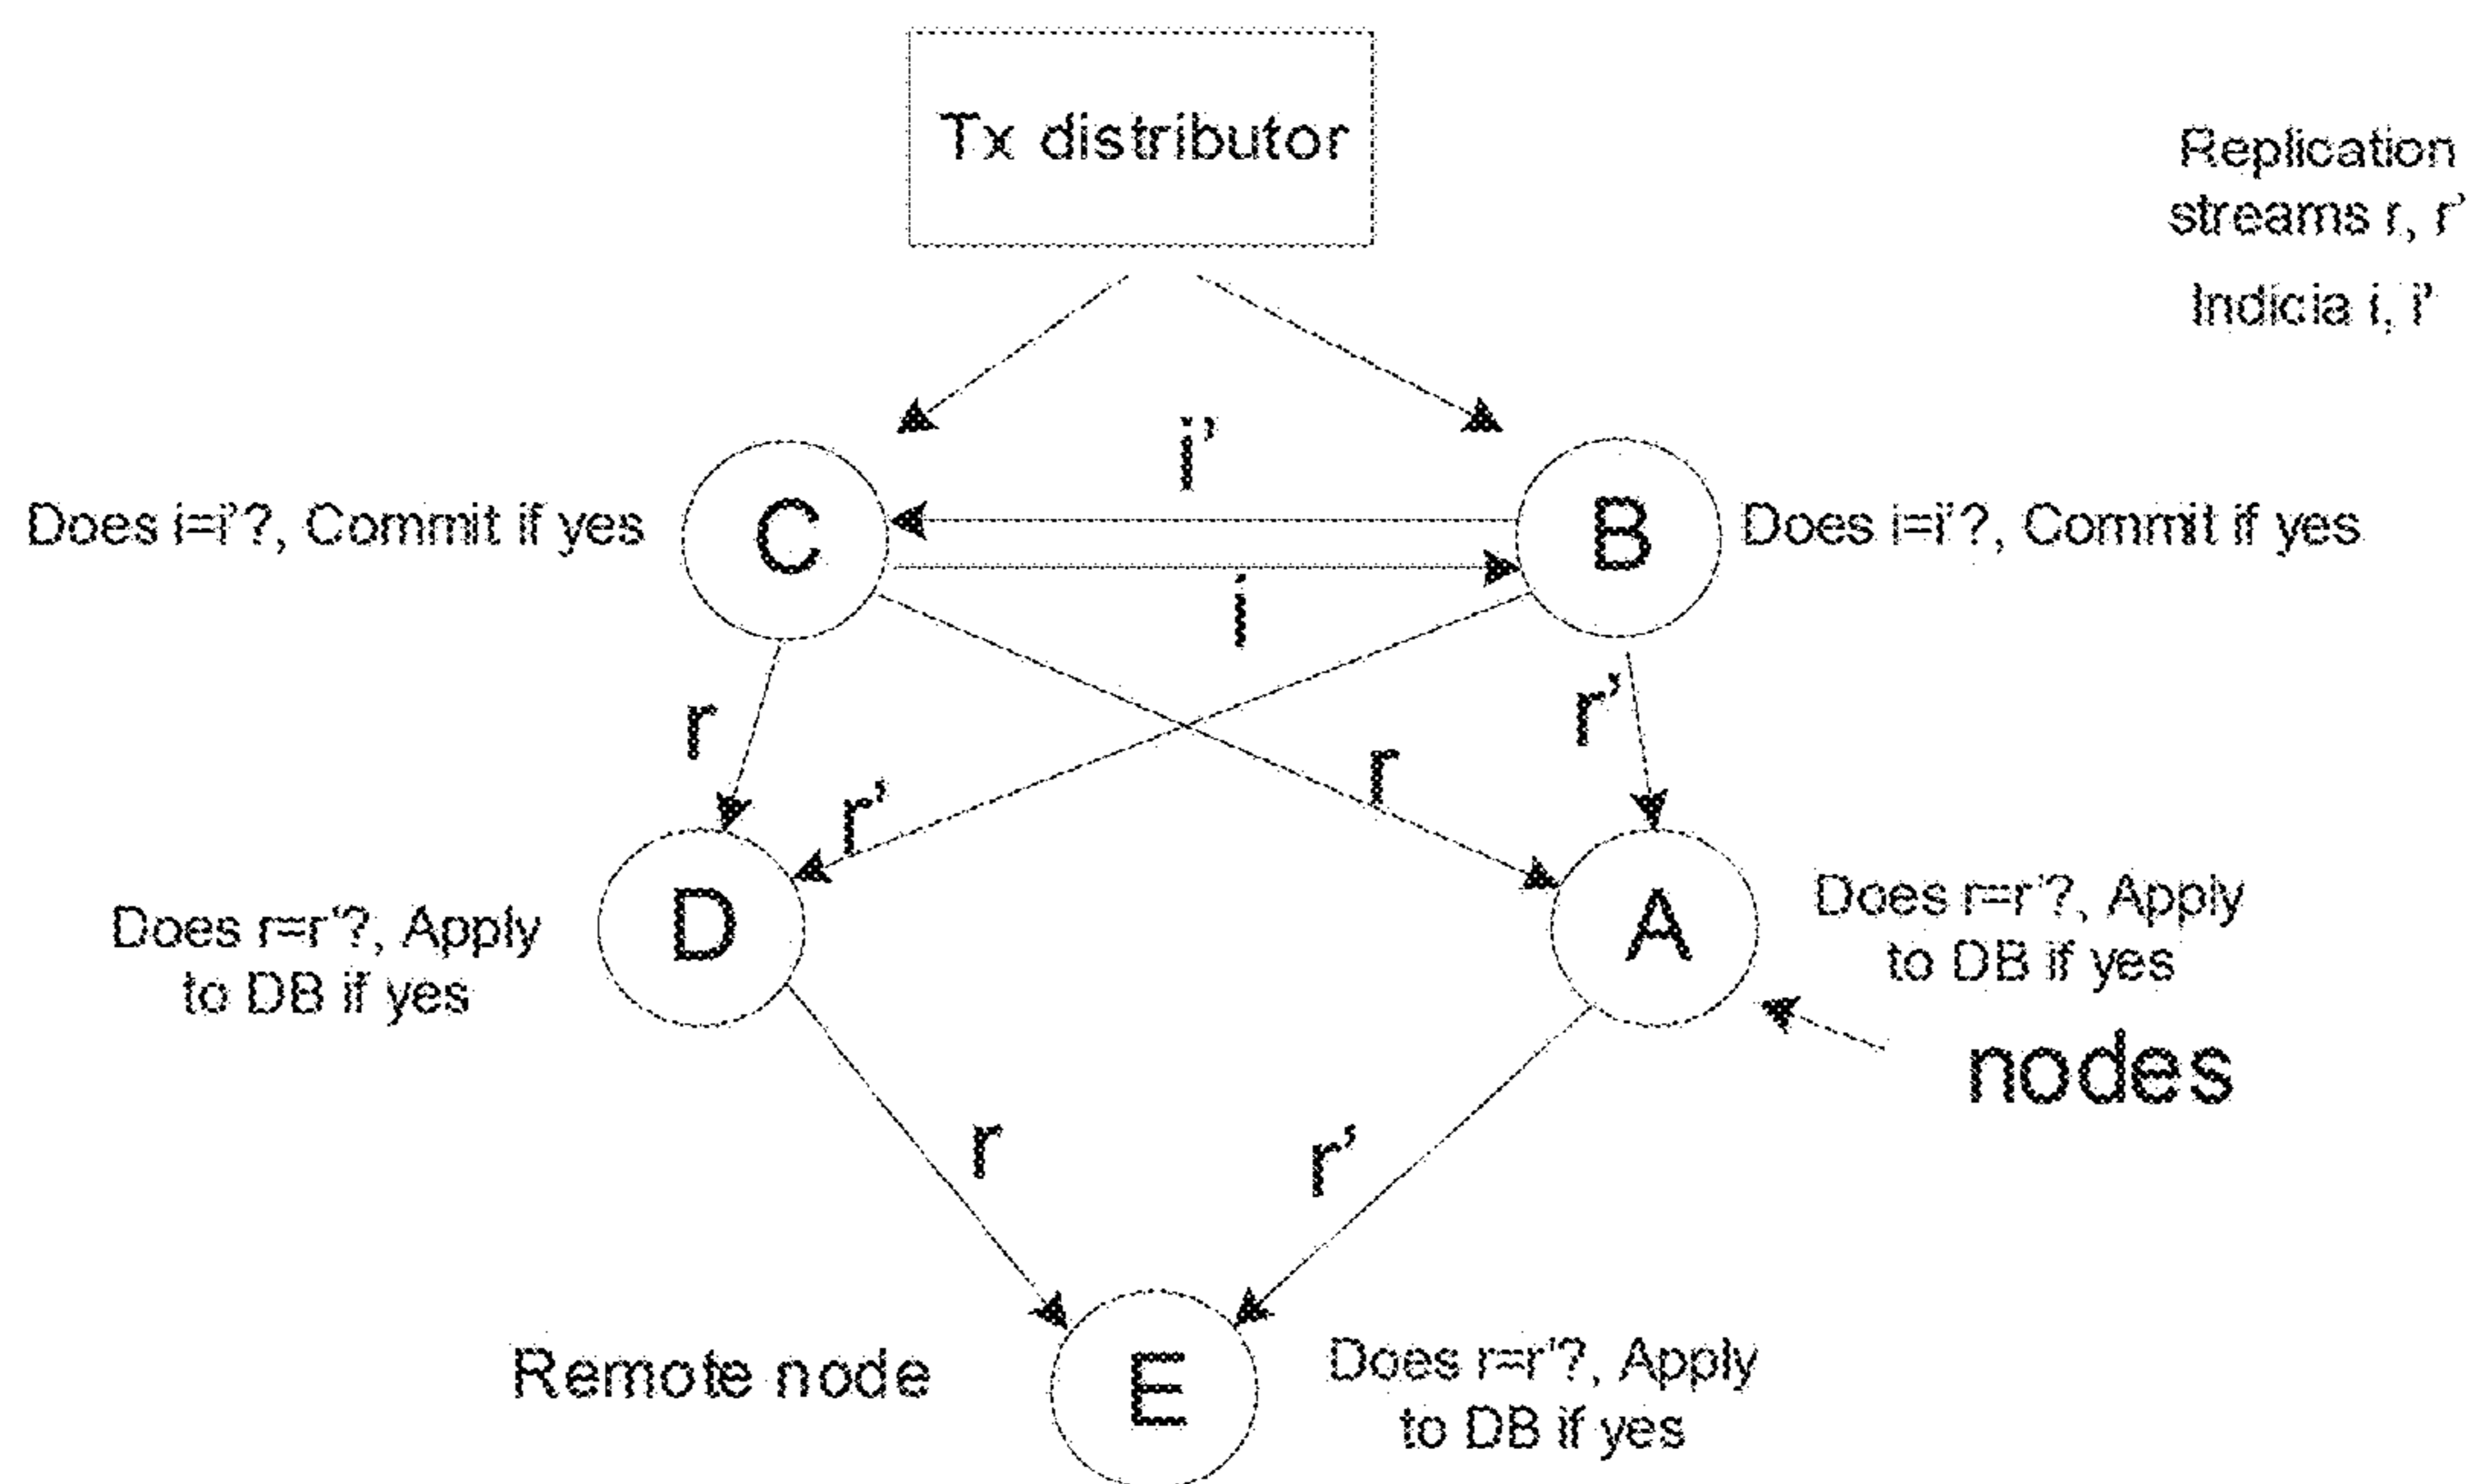 Tx distributor
Replication
streams r, r’
Indicia i, i’
i’
Does i=i’?, Commit if yes
C
B
Does i=i’?, Commit if yes
i
r
r’
r’
r
D
A
Does r=r’?, Apply
to DB if yes
Does r=r’?, Apply
to DB if yes
nodes
r
r’
Remote node
E
Does r=r’?, Apply
to DB if yes